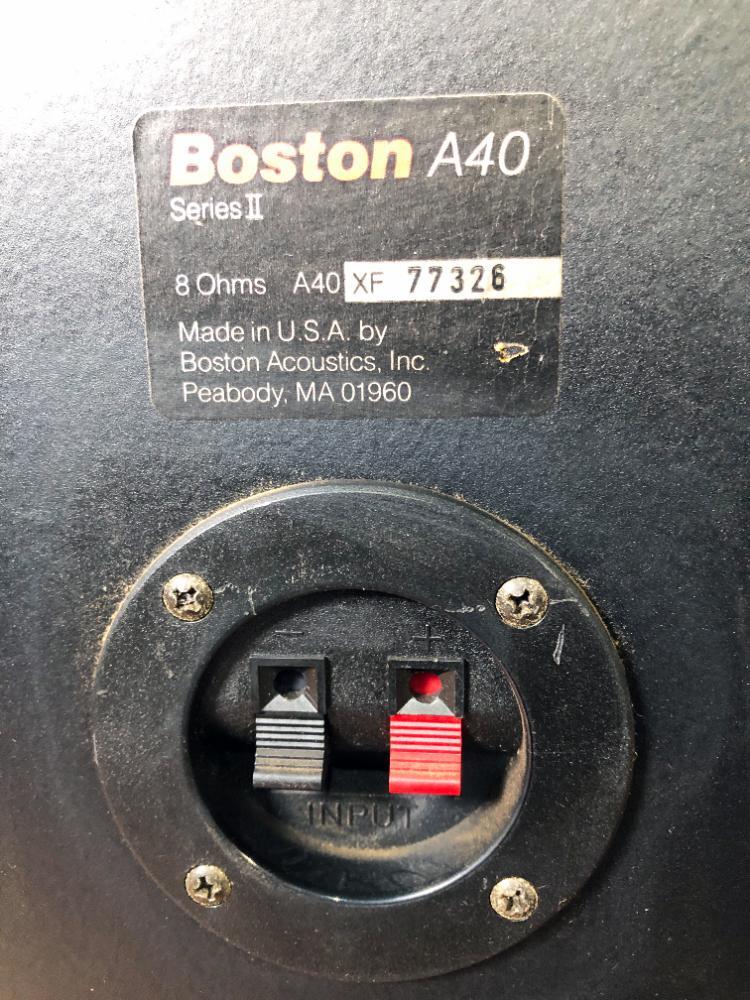 Boston A40
Series II
8 Ohms A40 XF 77326
Made in U.S.A. by
Boston Acoustics, Inc.
Peabody, MA 01960
− +
INPUT